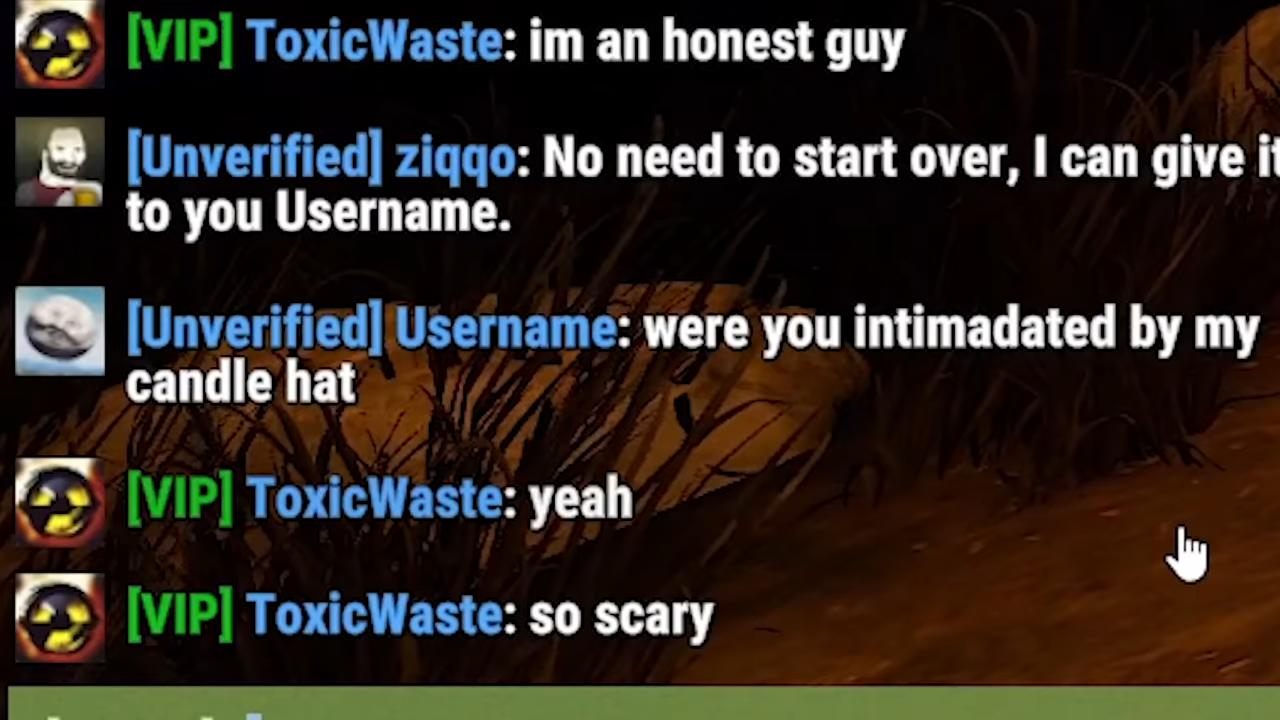 [VIP] ToxicWaste: im an honest guy
[Unverified] ziqqo: No need to start over, I can give it
to you Username.
[Unverified] Username: were you intimadated by my
candle hat
[VIP] ToxicWaste: yeah
[VIP] ToxicWaste: so scary